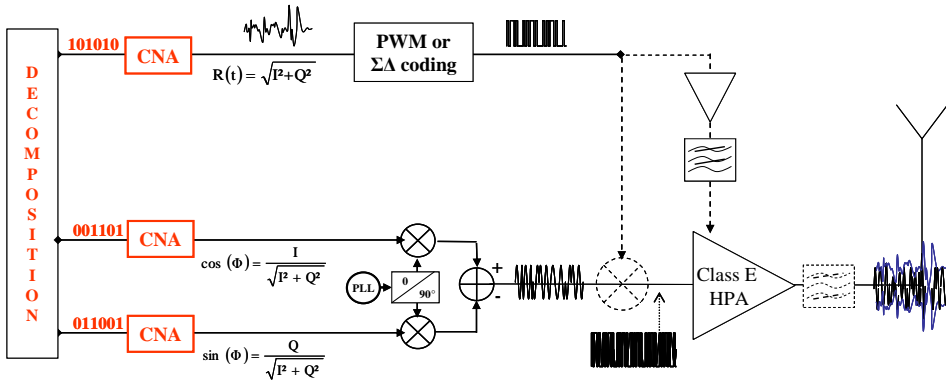 DECOMPOSITION
101010
CNA
R(t)=√I²+Q²
PWM or
ΣΔ coding
001101
CNA
cos (Φ)= I / √I² + Q²
PLL
0
90°
+
-
Class E
HPA
011001
CNA
sin (Φ)= Q / √I² + Q²